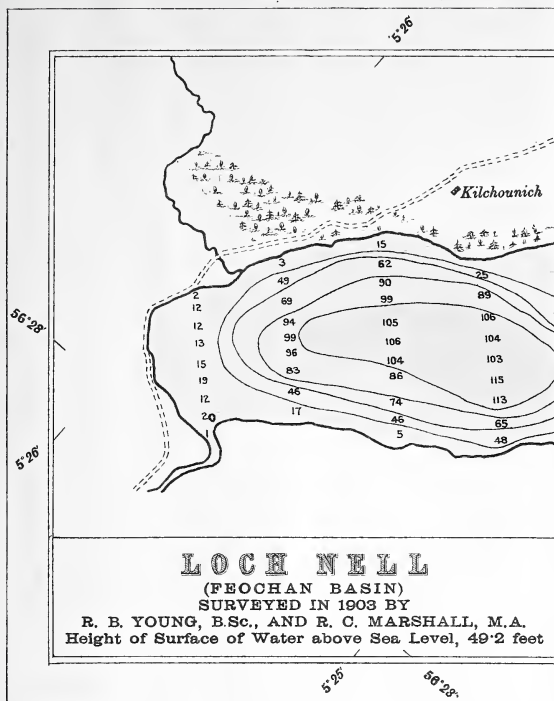 5°26'
Kilchounich
15
3 62
49 90 25
2 69 99 89
12
12 94 105 106
13 99 106 104
96 104 103
15 83 86 115
19 46 74 113
12 17 46 65
2 5 48
1
56°28'
5°26'
LOCH NELL
(FEOCHAN BASIN)
SURVEYED IN 1903 BY
R. B. YOUNG, B.Sc., AND R. C. MARSHALL, M.A.
Height of Surface of Water above Sea Level, 49·2 feet
5°25'
56°28'